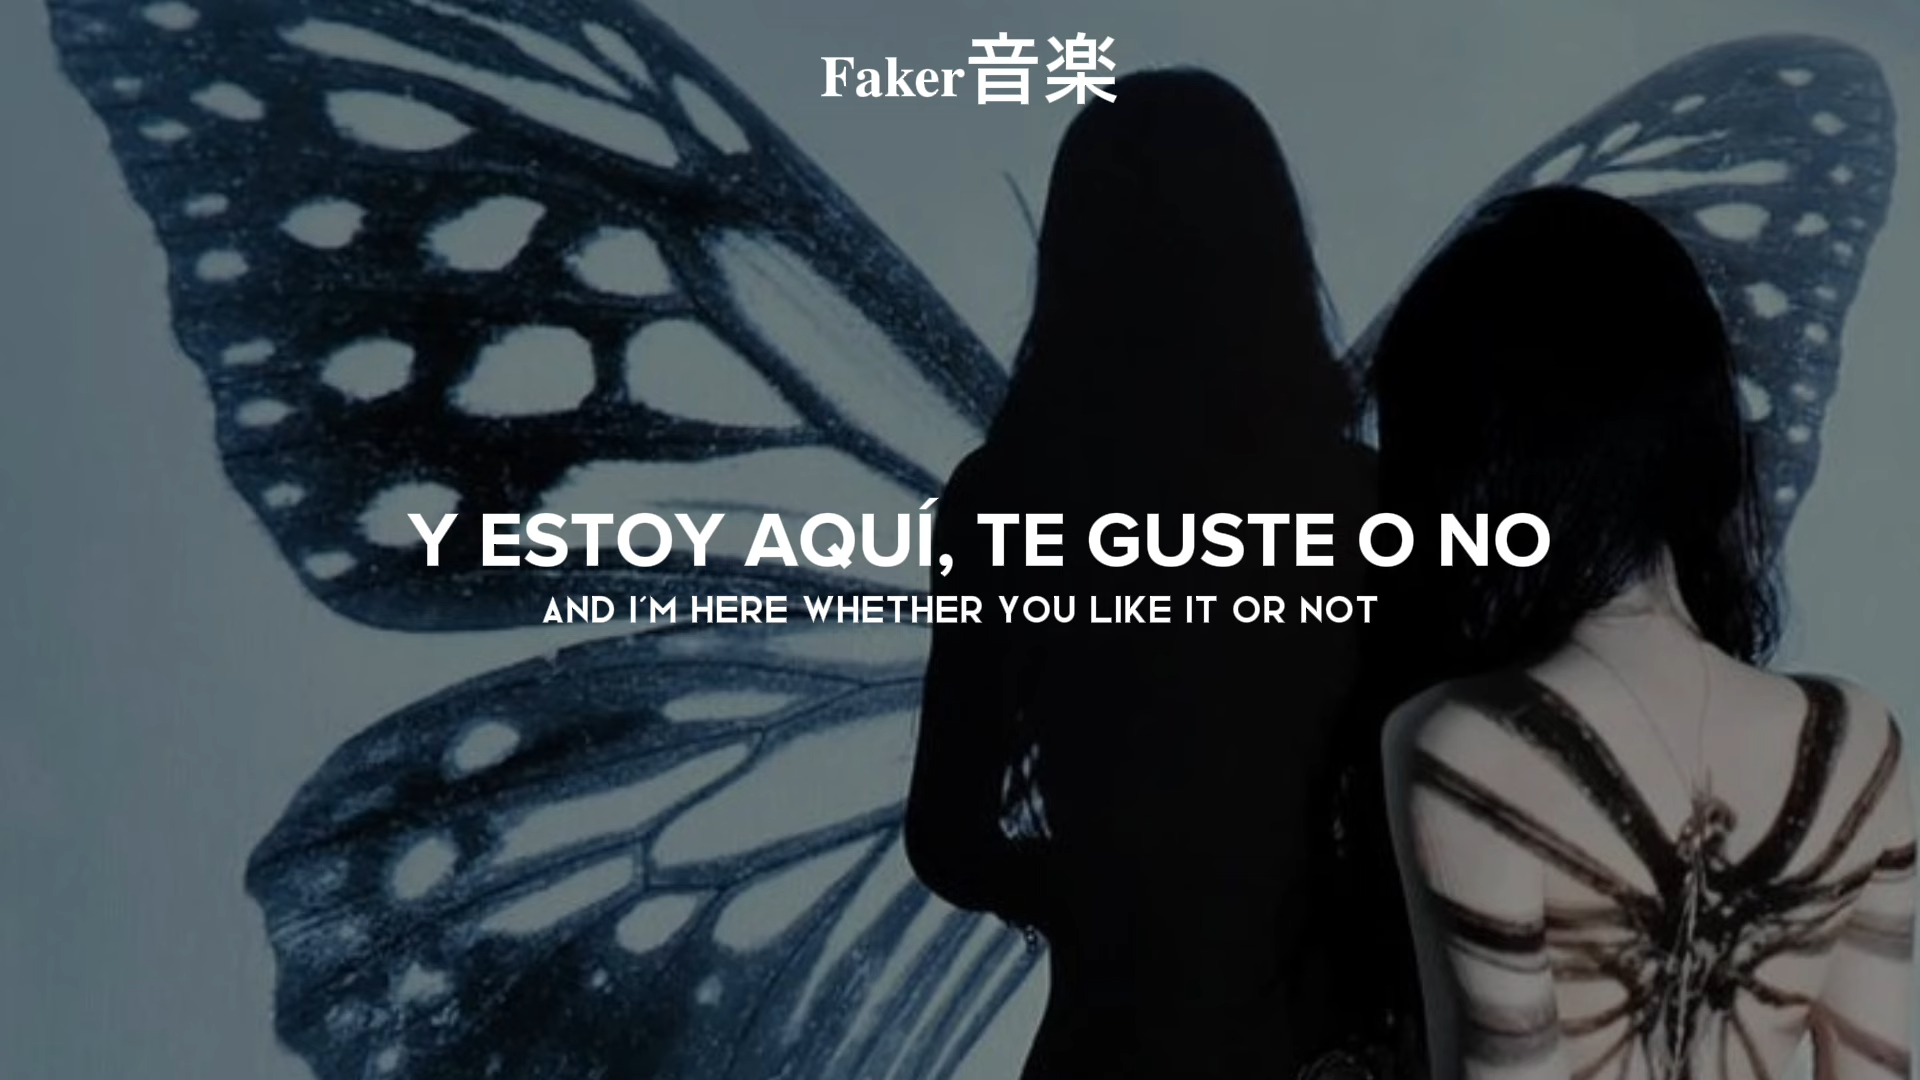 Faker音楽
Y ESTOY AQUÍ, TE GUSTE O NO
AND I´M HERE WHETHER YOU LIKE IT OR NOT